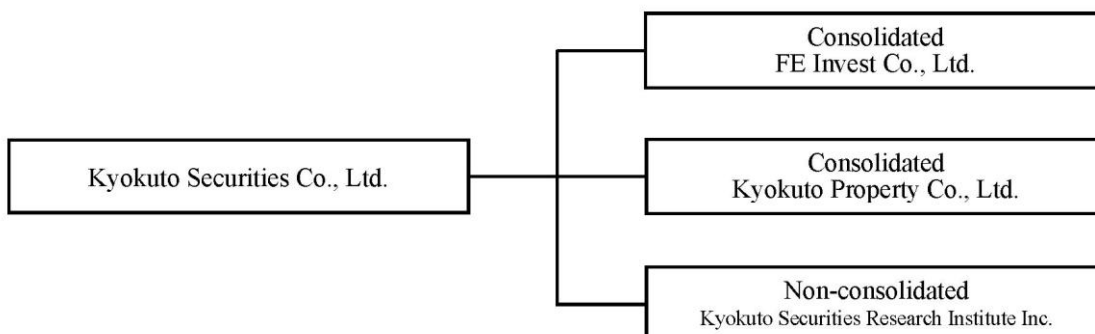 Consolidated
FE Invest Co., Ltd.
Kyokuto Securities Co., Ltd.
Consolidated
Kyokuto Property Co., Ltd.
Non-consolidated
Kyokuto Securities Research Institute Inc.